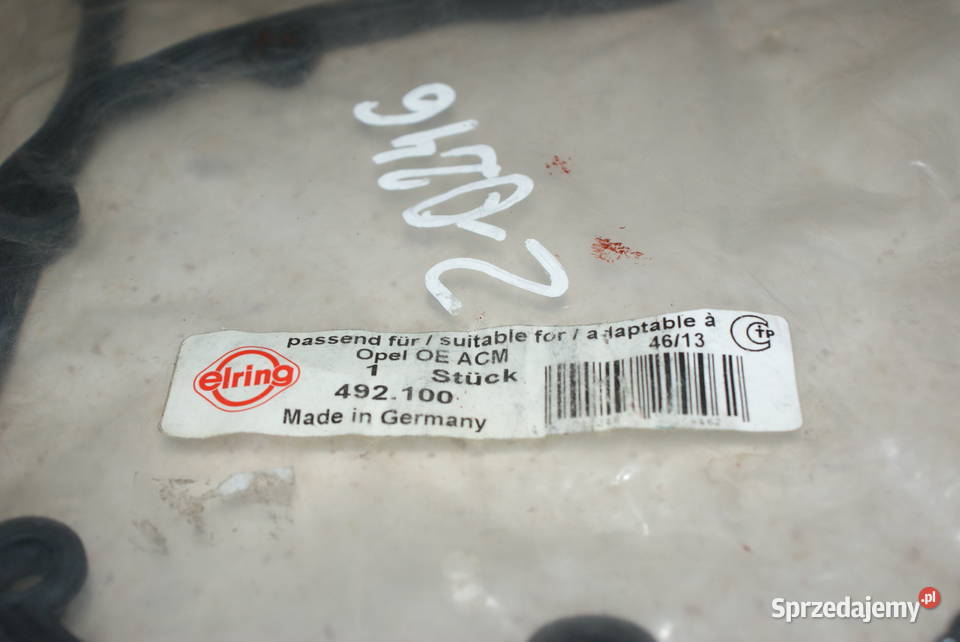 passend für / suitable for / adaptable à
Opel OE ACM 46/13
1 Stück
492.100
Made in Germany
elring
TP
Sprzedajemy.pl